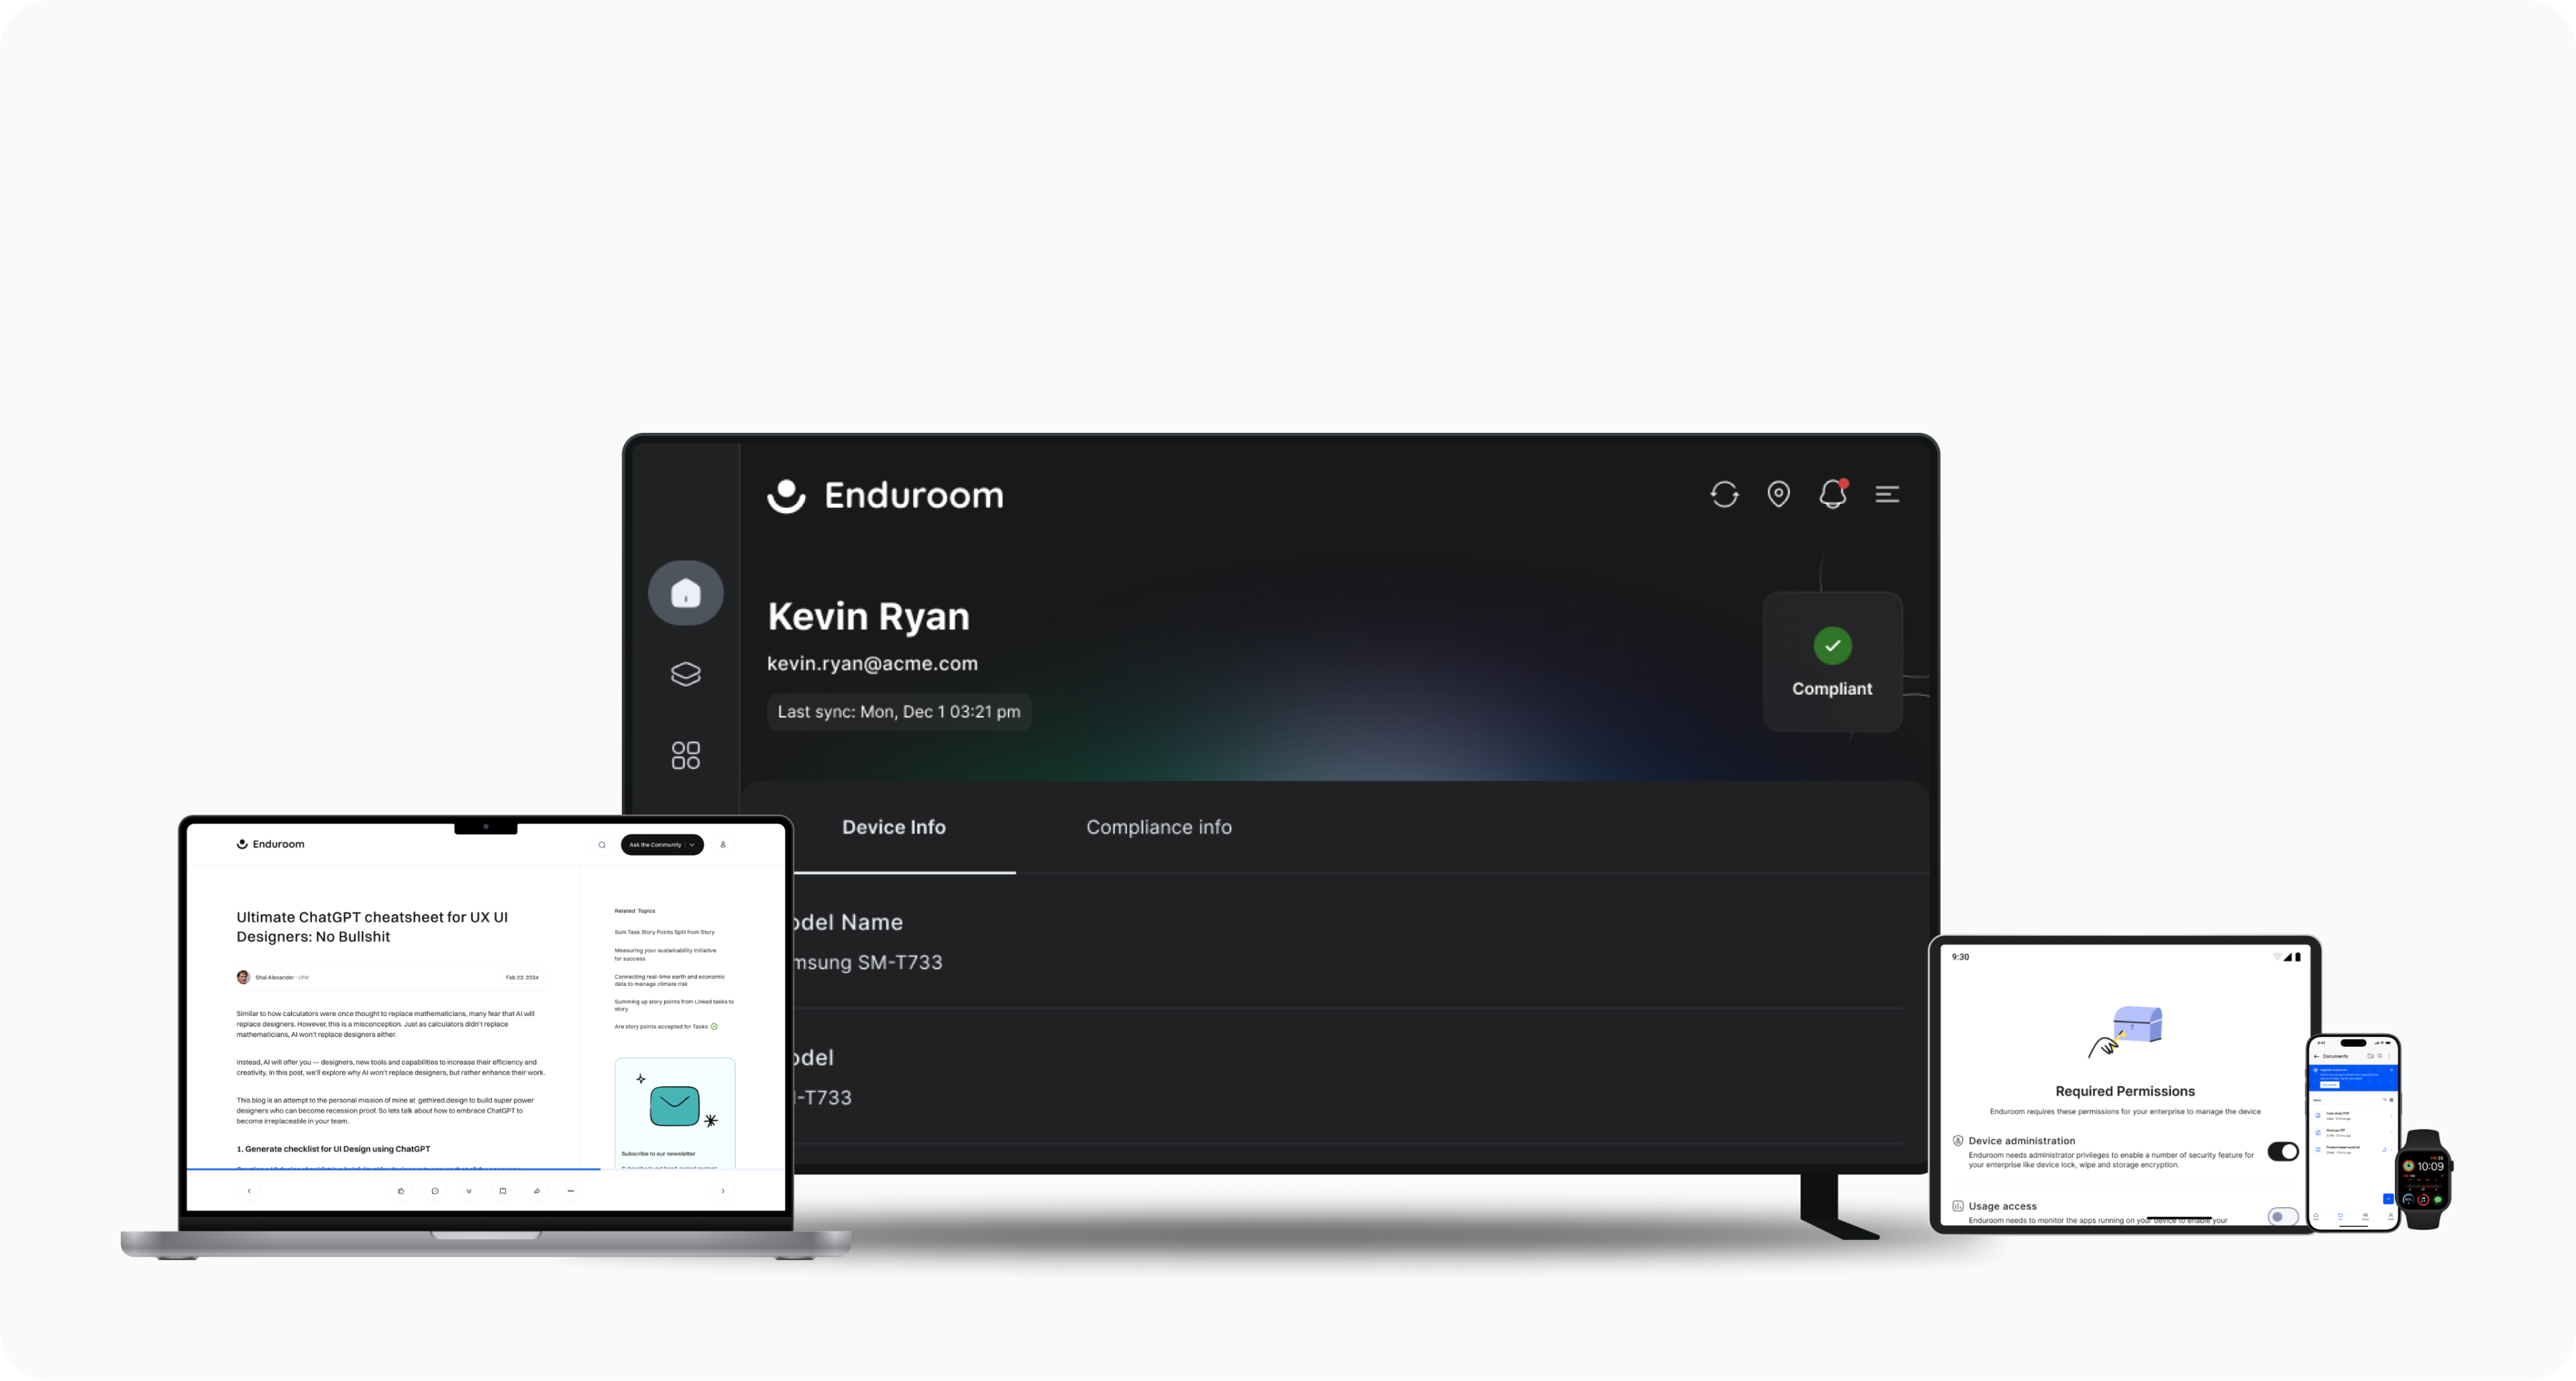 Enduroom
Kevin Ryan
kevin.ryan@acme.com
Last sync: Mon, Dec 1 03:21 pm
Compliant
Device Info
Compliance info
odel Name
msung SM-T733
odel
-T733
Enduroom
Ask the Community
Ultimate ChatGPT cheatsheet for UX UI
Designers: No Bullshit
Shai Alexander · UEM
Feb 23 2024
Similar to how calculators were once thought to replace mathematicians, many fear that AI will
replace designers. However, this is a misconception. Just as calculators didn't replace
mathematicians, AI won't replace designers either.
Instead, AI will offer you — designers, new tools and capabilities to increase their efficiency and
creativity. In this post, we'll explore why AI won't replace designers, but rather enhance their work.
This blog is an attempt to the personal mission of mine at gethired.design to build super power
designers who can become recession proof. So lets talk about how to embrace ChatGPT to
become irreplaceable in your team.
1. Generate checklist for UI Design using ChatGPT
Related Topics
Sum Task Story Points Split from Story
Measuring your sustainability initiative
for success
Connecting real-time earth and economic
data to manage climate risk
Summing up story points from Linked tasks to
story
Are story points accepted for Tasks
Subscribe to our newsletter
9:30
Required Permissions
Enduroom requires these permissions for your enterprise to manage the device
Device administration
Enduroom needs administrator privileges to enable a number of security feature for
your enterprise like device lock, wipe and storage encryption.
Usage access
Enduroom needs to monitor the apps running on your device to enable your
9:41
Documents
10:09